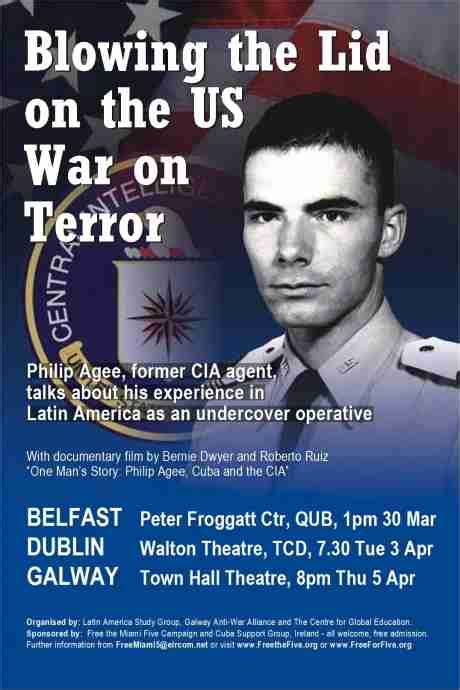 Blowing the Lid
on the US
War on
Terror
CENTRAL INTELLIGE
Philip Agee, former CIA agent,
talks about his experience in
Latin America as an undercover operative
With documentary film by Bernie Dwyer and Roberto Ruiz
"One Man's Story: Philip Agee, Cuba and the CIA"
BELFAST Peter Froggatt Ctr, QUB, 1pm 30 Mar
DUBLIN Walton Theatre, TCD, 7.30 Tue 3 Apr
GALWAY Town Hall Theatre, 8pm Thu 5 Apr
Organised by: Latin America Study Group, Galway Anti-War Alliance and The Centre for Global Education.
Sponsored by: Free the Miami Five Campaign and Cuba Support Group, Ireland - all welcome, free admission.
Further information from FreeMiami5@eircom.net or visit www.FreetheFive.org or www.FreeForFive.org